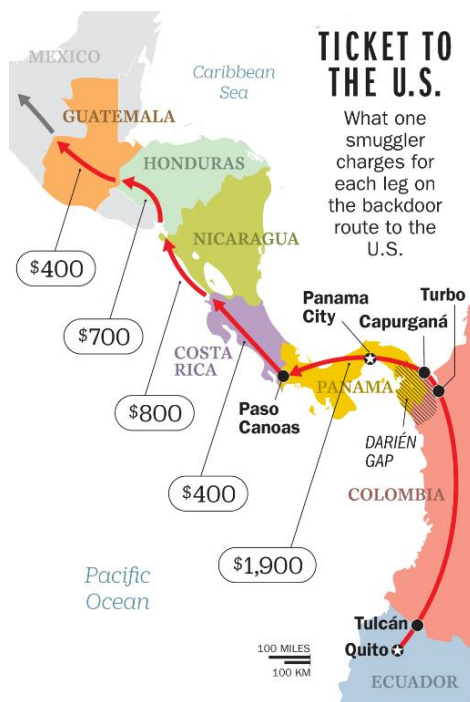 TICKET TO
THE U.S.
What one
smuggler
charges for
each leg on
the backdoor
route to the
U.S.
MEXICO
Caribbean
Sea
GUATEMALA
HONDURAS
NICARAGUA
$400
$700
COSTA
RICA
$800
$400
Paso
Canoas
Panama
City
Turbo
Capurganá
PANAMA
DARIÉN
GAP
COLOMBIA
$1,900
Pacific
Ocean
Tulcán
100 MILES
100 KM
Quito
ECUADOR